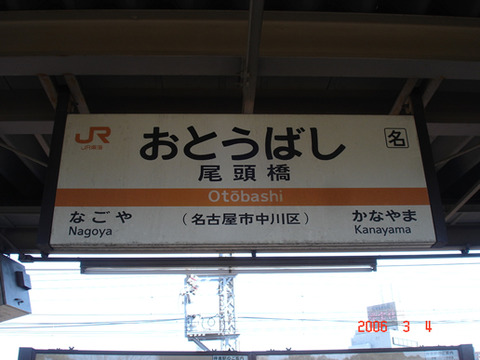 JR
JR東海
おとうばし
名
尾頭橋
Otōbashi
なごや
Nagoya
(名古屋市中川区)
かなやま
Kanayama
2006 3 4